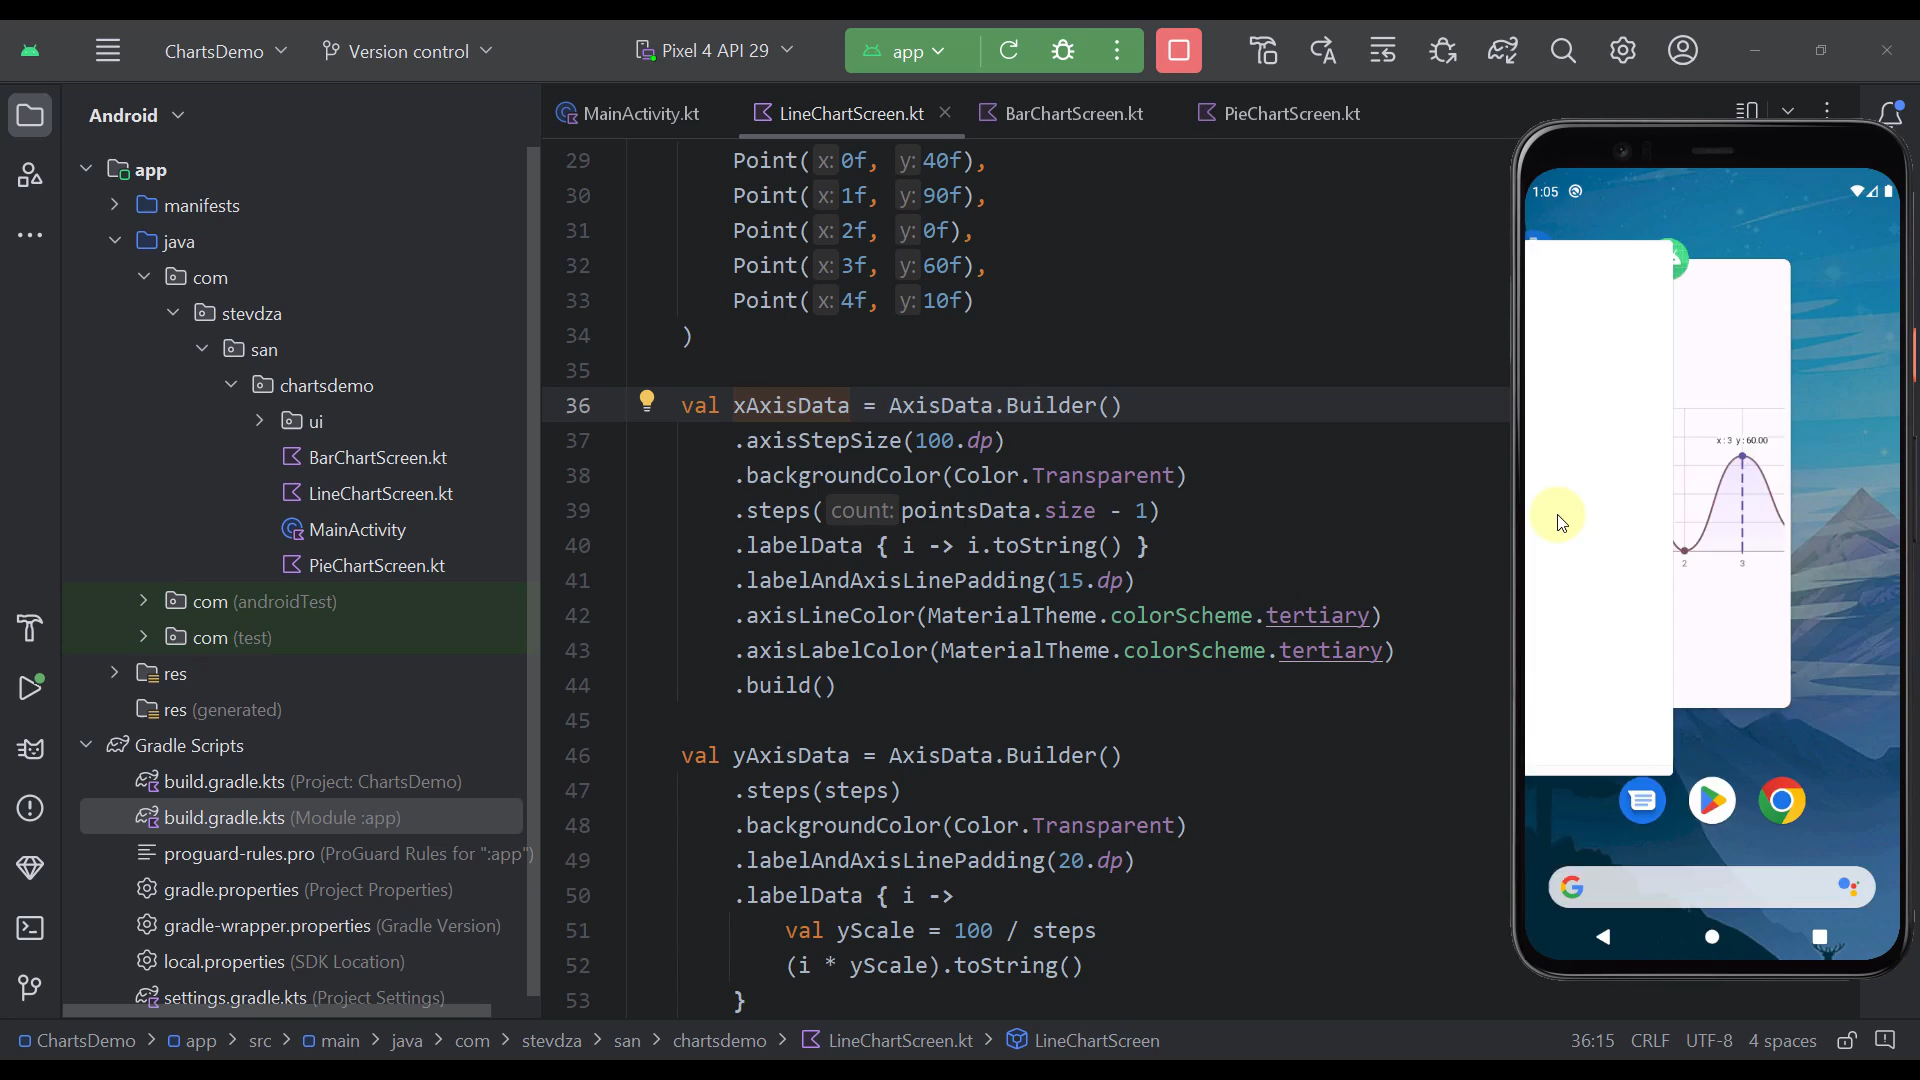 ChartsDemo
Version control
Pixel 4 API 29
app
Android
MainActivity.kt
LineChartScreen.kt
BarChartScreen.kt
PieChartScreen.kt
app
manifests
java
com
stevdza
san
chartsdemo
ui
BarChartScreen.kt
LineChartScreen.kt
MainActivity
PieChartScreen.kt
com (androidTest)
com (test)
res
res (generated)
Gradle Scripts
build.gradle.kts (Project: ChartsDemo)
build.gradle.kts (Module :app)
proguard-rules.pro (ProGuard Rules for ":app")
gradle.properties (Project Properties)
gradle-wrapper.properties (Gradle Version)
local.properties (SDK Location)
settings.gradle.kts (Project Settings)
29 Point( x: 0f, y: 40f),
30 Point( x: 1f, y: 90f),
31 Point( x: 2f, y: 0f),
32 Point( x: 3f, y: 60f),
33 Point( x: 4f, y: 10f)
34 )
35
36 val xAxisData = AxisData.Builder()
37 .axisStepSize(100.dp)
38 .backgroundColor(Color.Transparent)
39 .steps( count: pointsData.size - 1)
40 .labelData { i -> i.toString() }
41 .labelAndAxisLinePadding(15.dp)
42 .axisLineColor(MaterialTheme.colorScheme.tertiary)
43 .axisLabelColor(MaterialTheme.colorScheme.tertiary)
44 .build()
45
46 val yAxisData = AxisData.Builder()
47 .steps(steps)
48 .backgroundColor(Color.Transparent)
49 .labelAndAxisLinePadding(20.dp)
50 .labelData { i ->
51 val yScale = 100 / steps
52 (i * yScale).toString()
53 }
1:05
x : 3 y : 60.00
2 3
ChartsDemo > app > src > main > java > com > stevdza > san > chartsdemo > LineChartScreen.kt > LineChartScreen
36:15 CRLF UTF-8 4 spaces